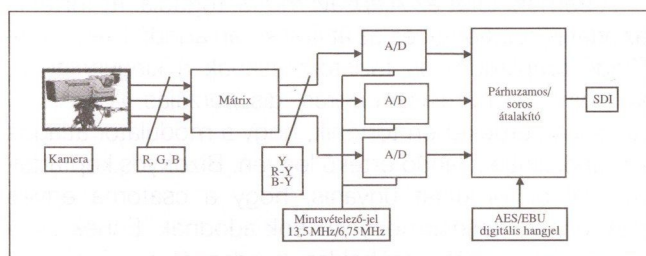 Kamera
R, G, B
Mátrix
Y
R-Y
B-Y
A/D
A/D
A/D
Mintavételező-jel
13,5 MHz/6,75 MHz
Párhuzamos/
soros
átalakító
SDI
AES/EBU
digitális hangjel